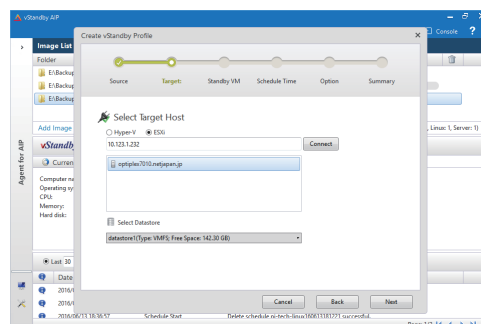 vStandby AIP
Console ?
Create vStandby Profile
Image List
Folder
E:\Backup
E:\Backup
E:\Backup
Source
Target:
Standby VM
Schedule Time
Option
Summary
Select Target Host
Hyper-V
ESXi
10.123.1.232
Connect
optiplex7010.netjapan.jp
Select Datastore
datastore1(Type: VMFS; Free Space: 142.30 GB)
Cancel
Back
Next
Add Image
, Linux: 1, Server: 1)
Agent for AIP
vStandb
Curren
Computer na
Operating sy
CPU:
Memory:
Hard disk:
Last 30
Date
2016/0
2016/0
2016/06/13 18:36:57
Schedule Start
Delete schedule pi-tech-linux160613181221 successful.